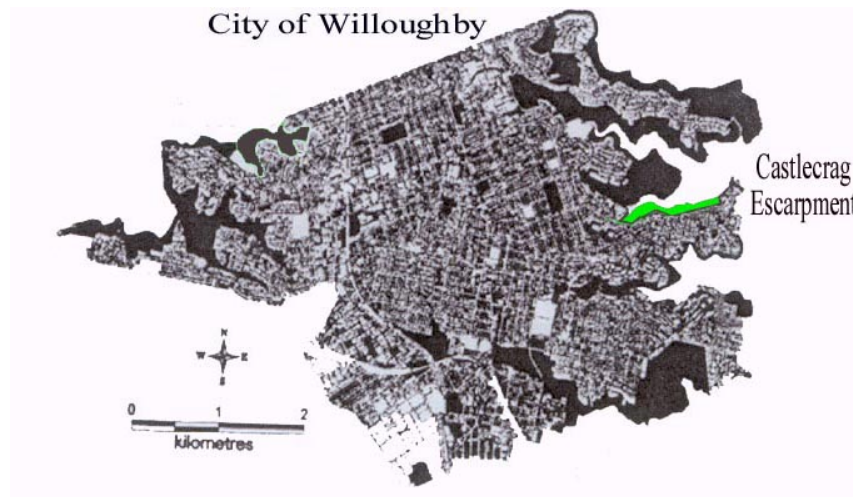 City of Willoughby
Castlecrag
Escarpment
N
W E
S
0 1 2
kilometres